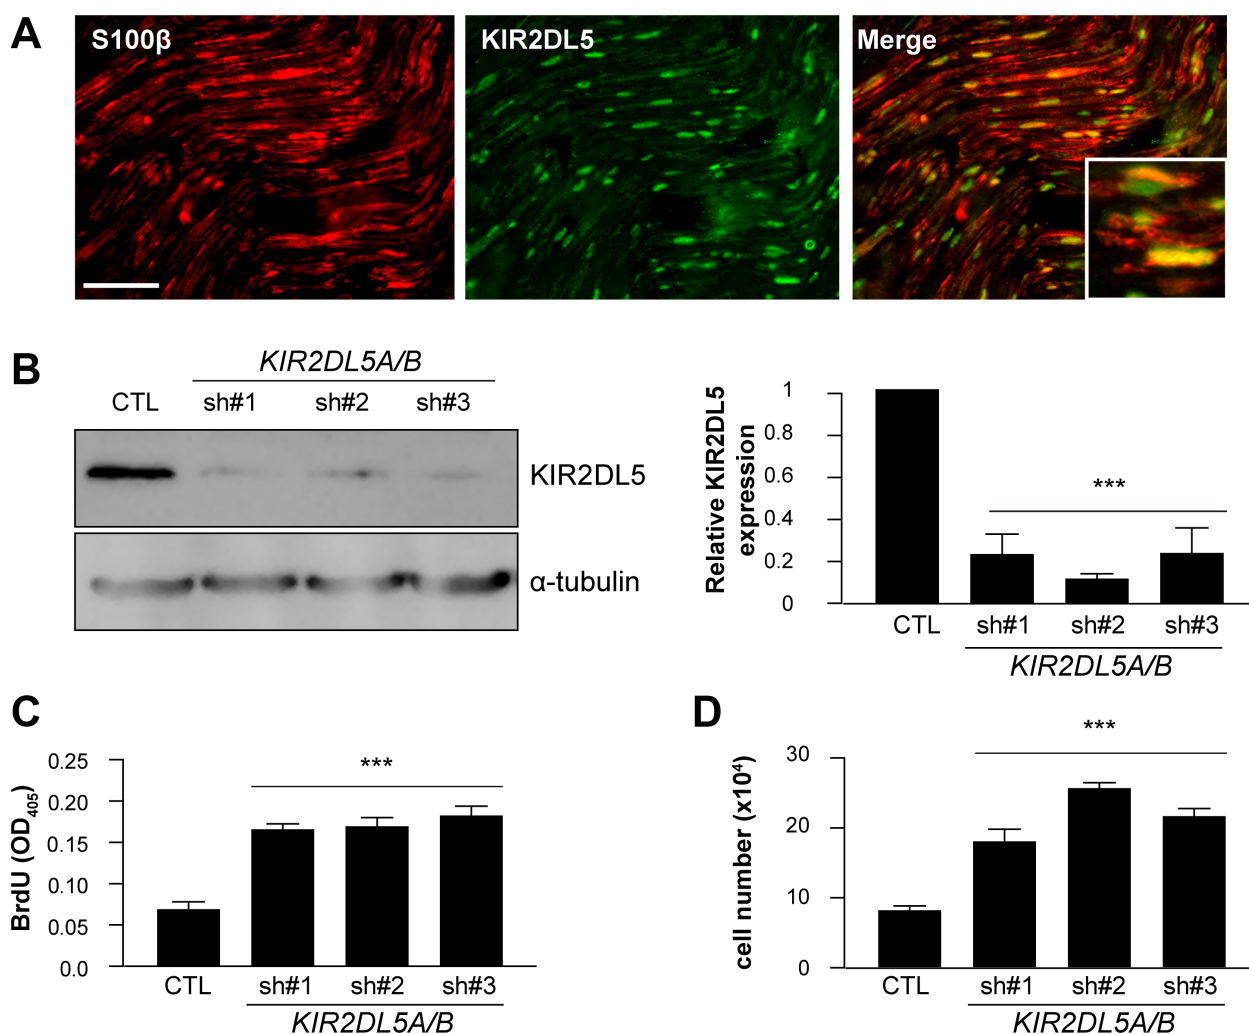 A
S100β
KIR2DL5
Merge
B
KIR2DL5A/B
CTL sh#1 sh#2 sh#3
KIR2DL5
α-tubulin
Relative KIR2DL5
expression
1
0.8
0.6
0.4
0.2
0
***
CTL sh#1 sh#2 sh#3
KIR2DL5A/B
C
BrdU (OD405)
0.25
0.20
0.15
0.10
0.05
0.0
***
CTL sh#1 sh#2 sh#3
KIR2DL5A/B
D
cell number (x10⁴)
30
20
10
0
***
CTL sh#1 sh#2 sh#3
KIR2DL5A/B